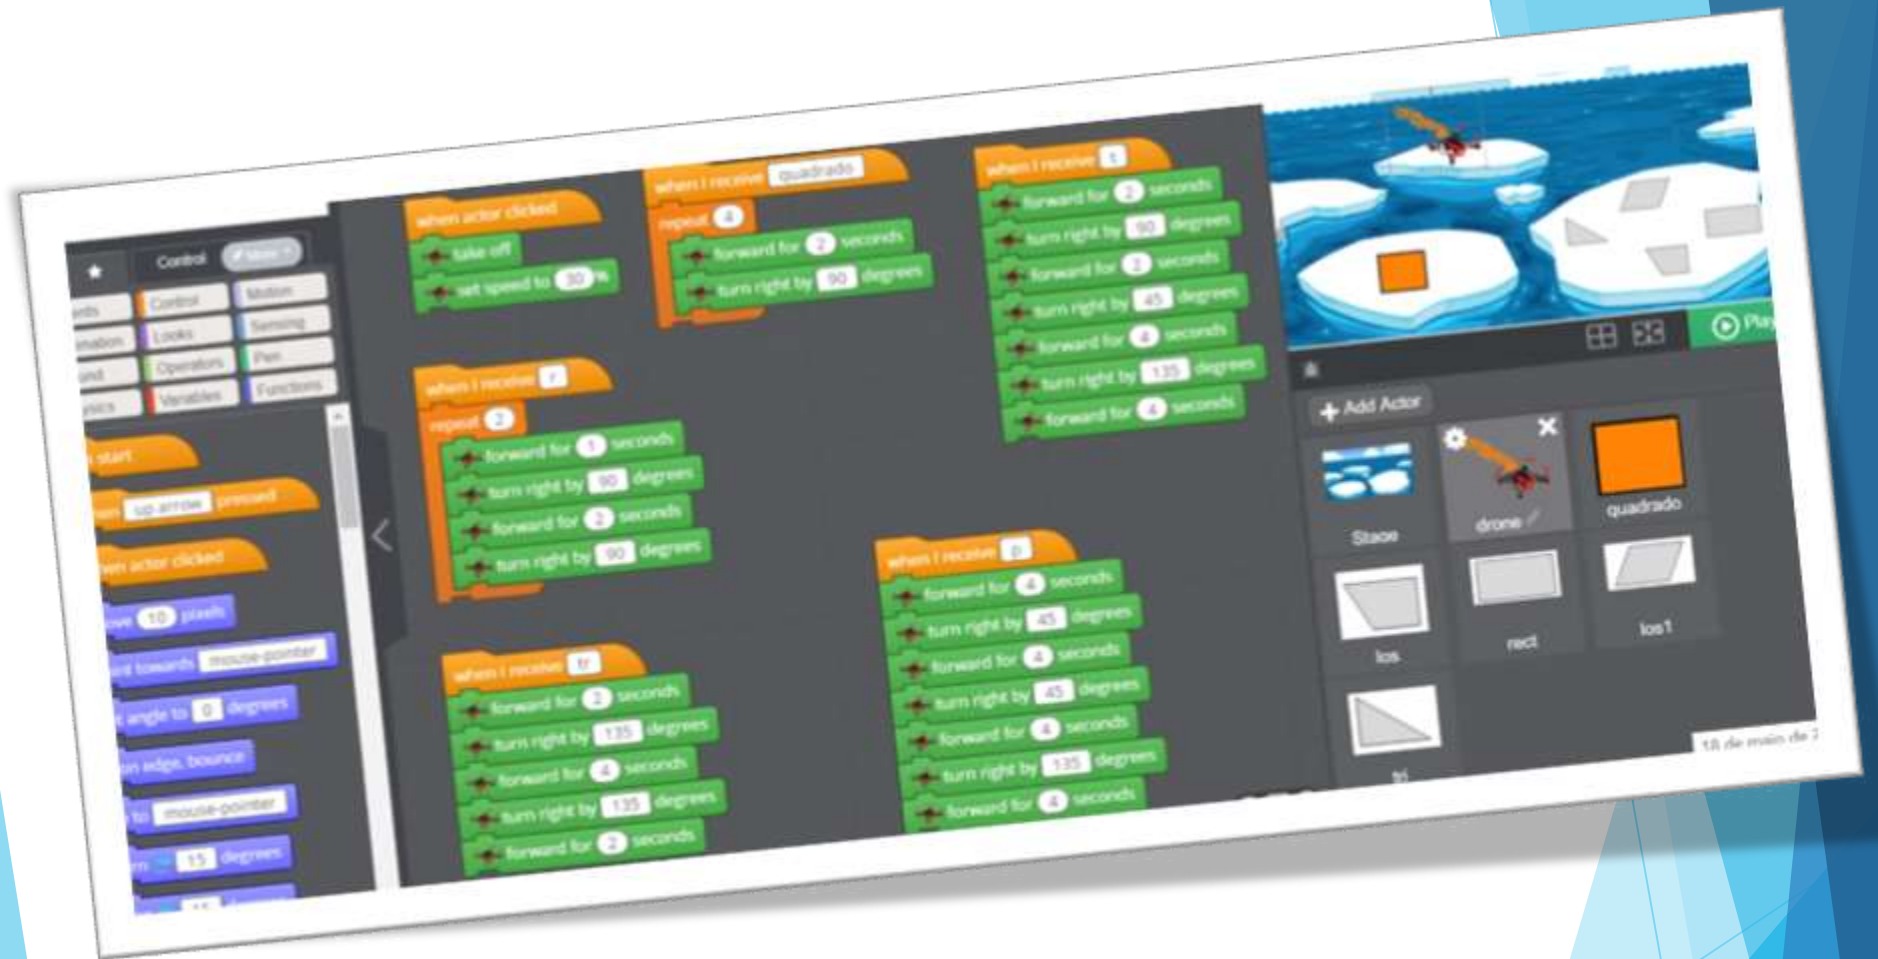 Control
More
Control
Motion
Looks
Sensing
Operators
Pen
Variables
Functions
start
up arrow pressed
actor clicked
10 pixels
towards mouse-pointer
angle to 0 degrees
edge, bounce
to mouse-pointer
15 degrees
when actor clicked
take off
set speed to 30 %
when I receive r
repeat 2
forward for 1 seconds
turn right by 90 degrees
forward for 2 seconds
turn right by 90 degrees
when I receive tr
forward for 2 seconds
turn right by 135 degrees
forward for 4 seconds
turn right by 135 degrees
forward for 2 seconds
when I receive quadrado
repeat 4
forward for 2 seconds
turn right by 90 degrees
when I receive t
forward for 2 seconds
turn right by 90 degrees
forward for 2 seconds
turn right by 45 degrees
forward for 4 seconds
turn right by 135 degrees
forward for 4 seconds
when I receive p
forward for 4 seconds
turn right by 45 degrees
forward for 4 seconds
turn right by 45 degrees
forward for 4 seconds
turn right by 135 degrees
forward for 4 seconds
Play
+ Add Actor
Stage
drone
quadrado
los
rect
los1
tri
18 de maio de